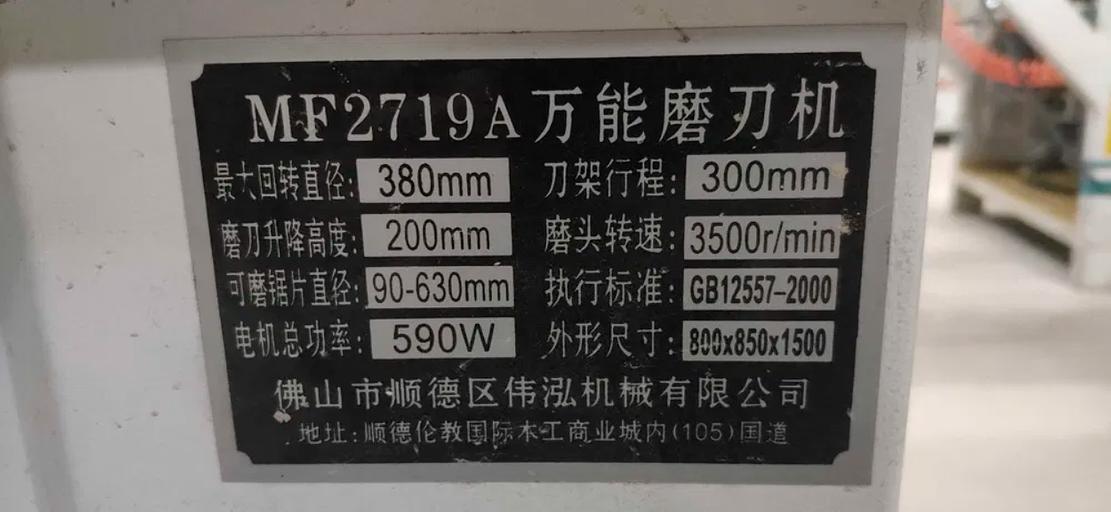 MF2719A万能磨刀机
最大回转直径: 380mm 刀架行程: 300mm
磨刀升降高度: 200mm 磨头转速: 3500r/min
可磨锯片直径: 90-630mm 执行标准: GB12557-2000
电机总功率: 590W 外形尺寸: 800x850x1500
佛山市顺德区伟泓机械有限公司
地址: 顺德伦教国际木工商业城内(105)国道